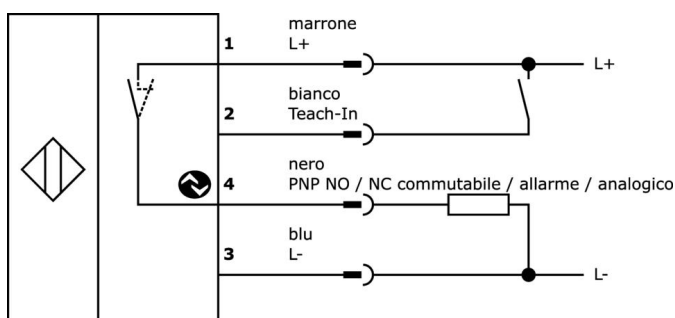 marrone
1 L+
L+
bianco
2 Teach-In
nero
4 PNP NO / NC commutabile / allarme / analogico
blu
3 L-
L-